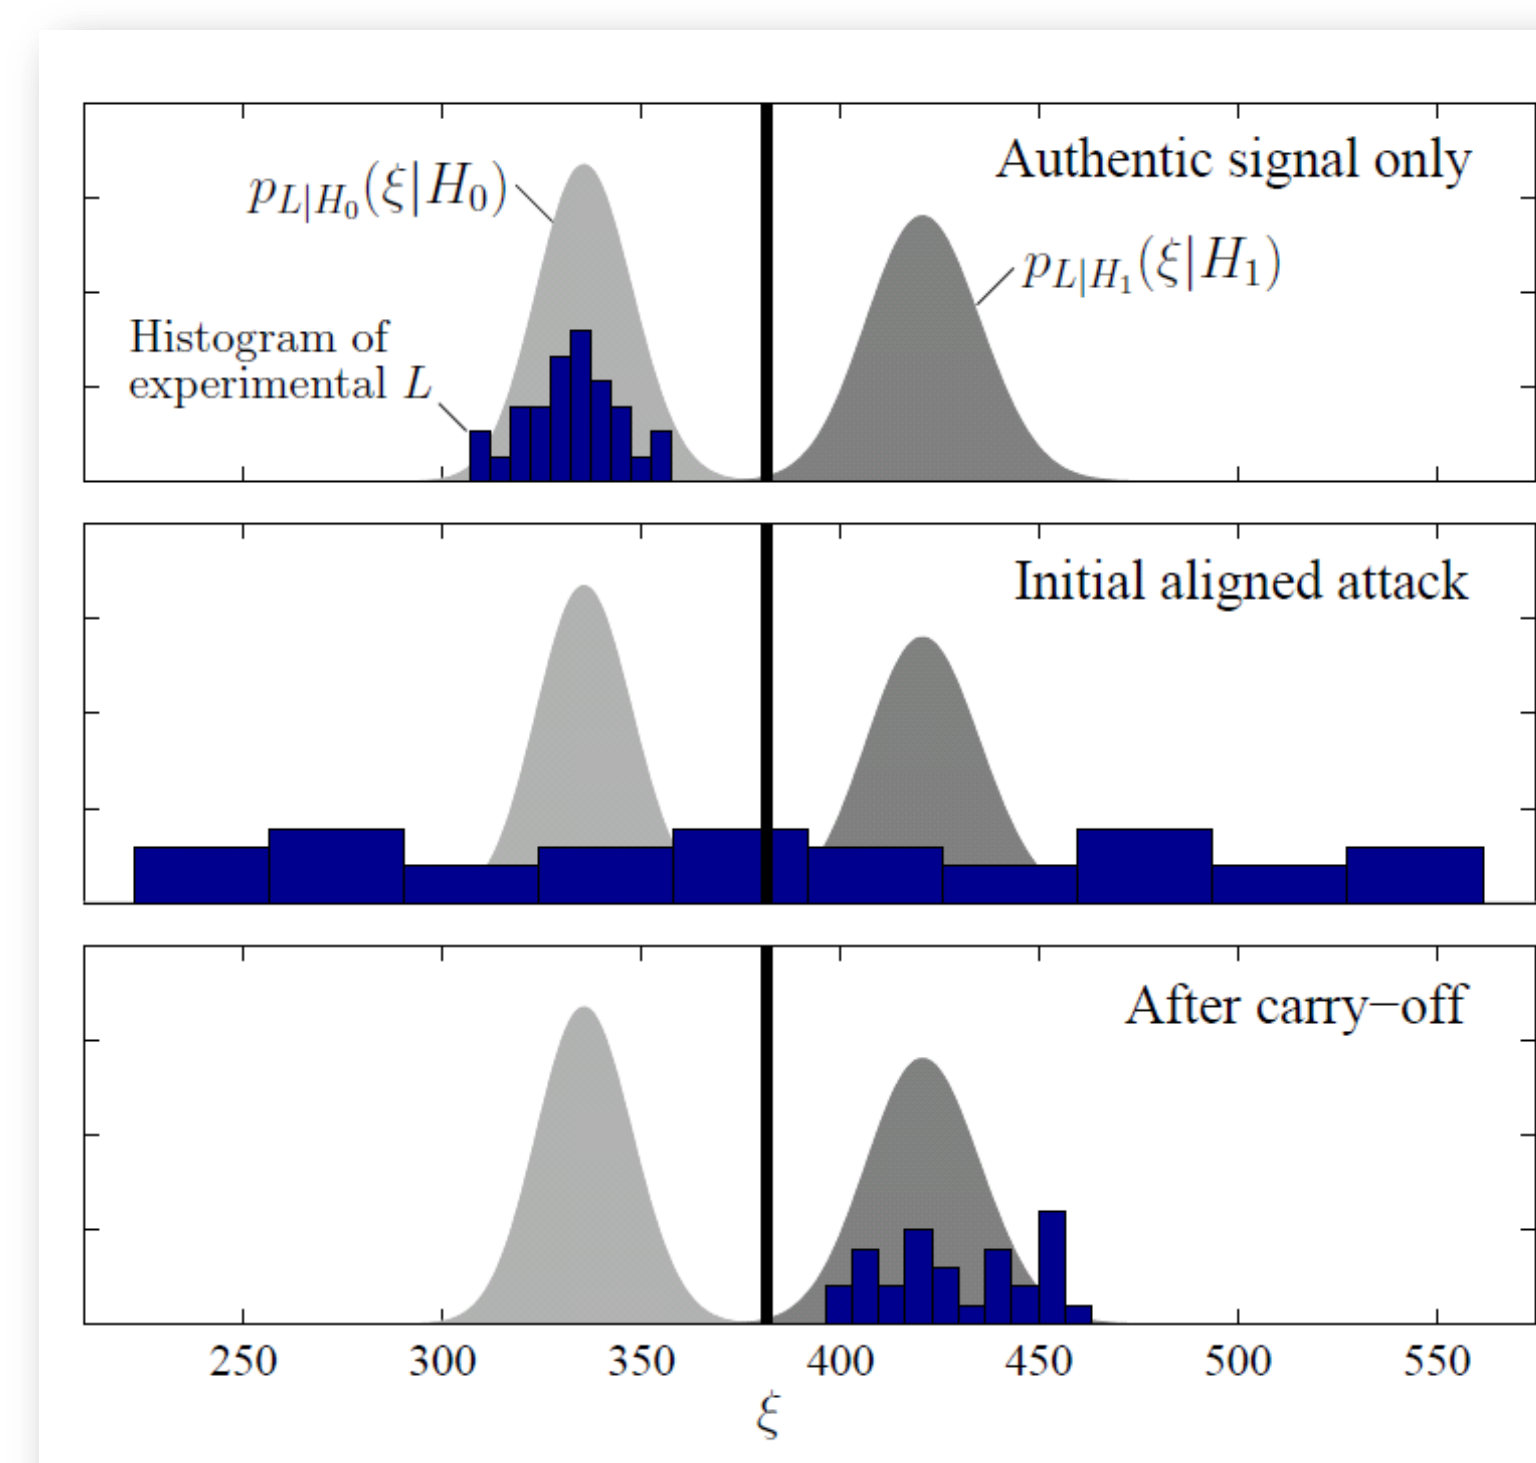 Authentic signal only
p_{L|H_0}(ξ|H_0)
p_{L|H_1}(ξ|H_1)
Histogram of
experimental L
Initial aligned attack
After carry−off
250 300 350 400 450 500 550
ξ